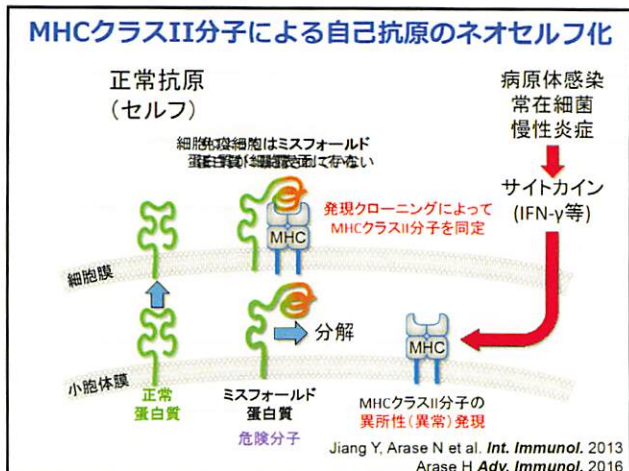 MHCクラスII分子による自己抗原のネオセルフ化
正常抗原
(セルフ)
病原体感染
常在細菌
慢性炎症
サイトカイン
(IFN-γ等)
発現クローニングによって
MHCクラスII分子を同定
MHC
細胞膜
分解
MHC
小胞体膜
正常
蛋白質
ミスフォールド
蛋白質
危険分子
MHCクラスII分子の
異所性(異常)発現
Jiang Y, Arase N et al. Int. Immunol. 2013
Arase H Adv. Immunol. 2016